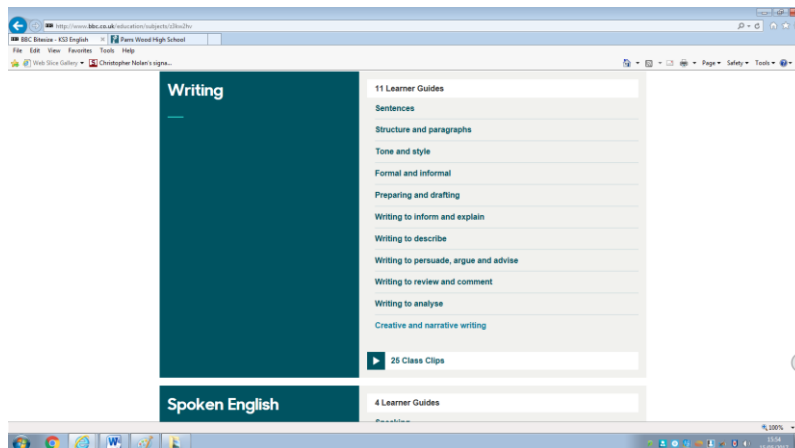 http://www.bbc.co.uk/education/subjects/z3kw2hv
BBC Bitesize - KS3 English
Parrs Wood High School
File Edit View Favorites Tools Help
Web Slice Gallery
Christopher Nolan's signa...
Page Safety Tools
Writing
11 Learner Guides
Sentences
Structure and paragraphs
Tone and style
Formal and informal
Preparing and drafting
Writing to inform and explain
Writing to describe
Writing to persuade, argue and advise
Writing to review and comment
Writing to analyse
Creative and narrative writing
25 Class Clips
Spoken English
4 Learner Guides
Speaking
100%
15:54